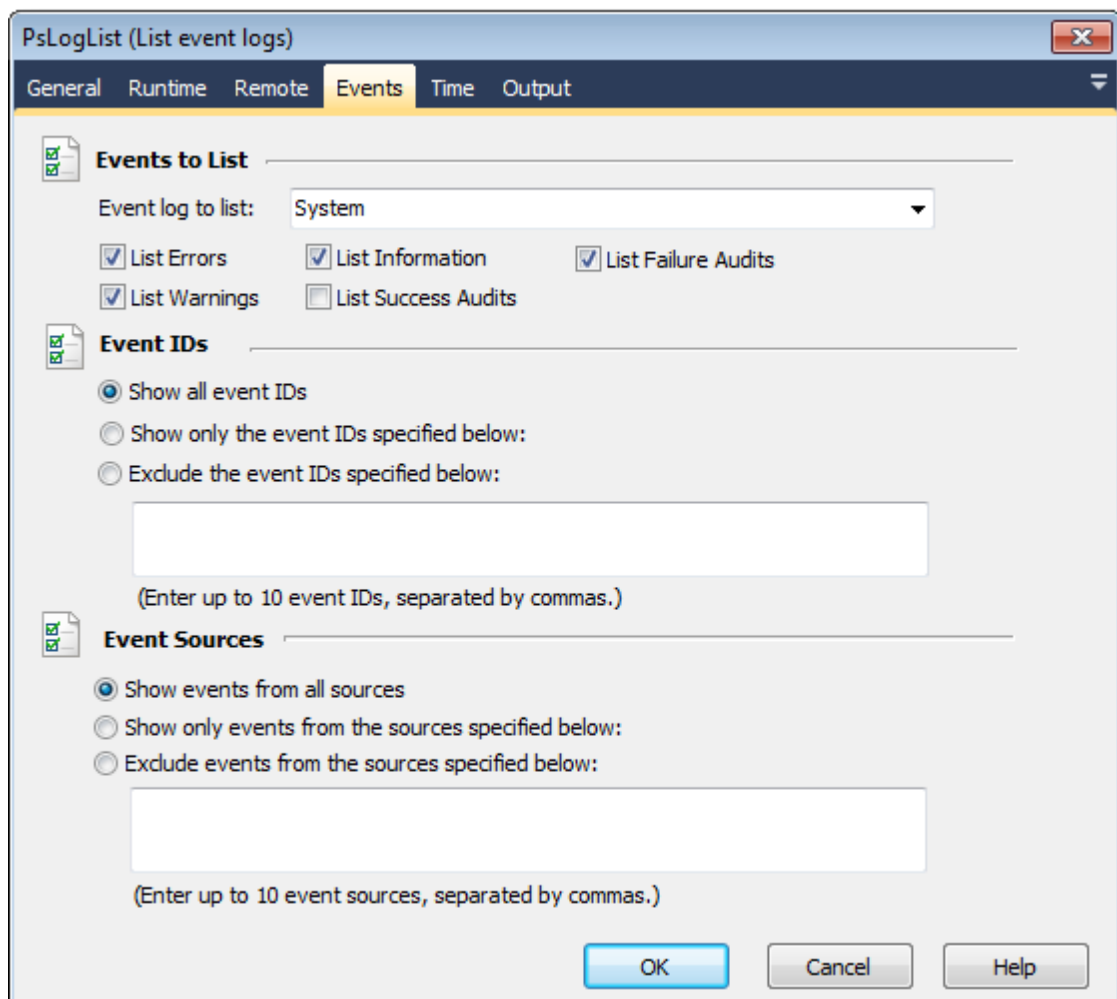 PsLogList (List event logs)
General Runtime Remote Events Time Output
Events to List
Event log to list: System
List Errors List Information List Failure Audits
List Warnings List Success Audits
Event IDs
Show all event IDs
Show only the event IDs specified below:
Exclude the event IDs specified below:
(Enter up to 10 event IDs, separated by commas.)
Event Sources
Show events from all sources
Show only events from the sources specified below:
Exclude events from the sources specified below:
(Enter up to 10 event sources, separated by commas.)
OK Cancel Help